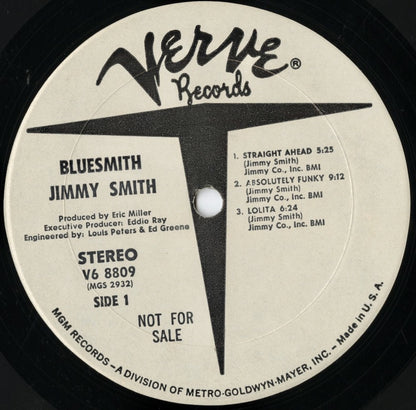 VERVE®
Records
BLUESMITH
JIMMY SMITH
Produced by Eric Miller
Executive Producer: Eddie Ray
Engineered by: Louis Peters & Ed Greene
STEREO
V6 8809
(MGS 2932)
SIDE 1
NOT FOR
SALE
1. STRAIGHT AHEAD 5:25
(Jimmy Smith)
Jimmy Co., Inc. BMI
2. ABSOLUTELY FUNKY 9:12
(Jimmy Smith)
Jimmy Co., Inc. BMI
3. LOLITA 6:24
(Jimmy Smith)
Jimmy Co., Inc. BMI
MGM RECORDS—A DIVISION OF METRO-GOLDWYN-MAYER, INC. — Made in U.S.A.